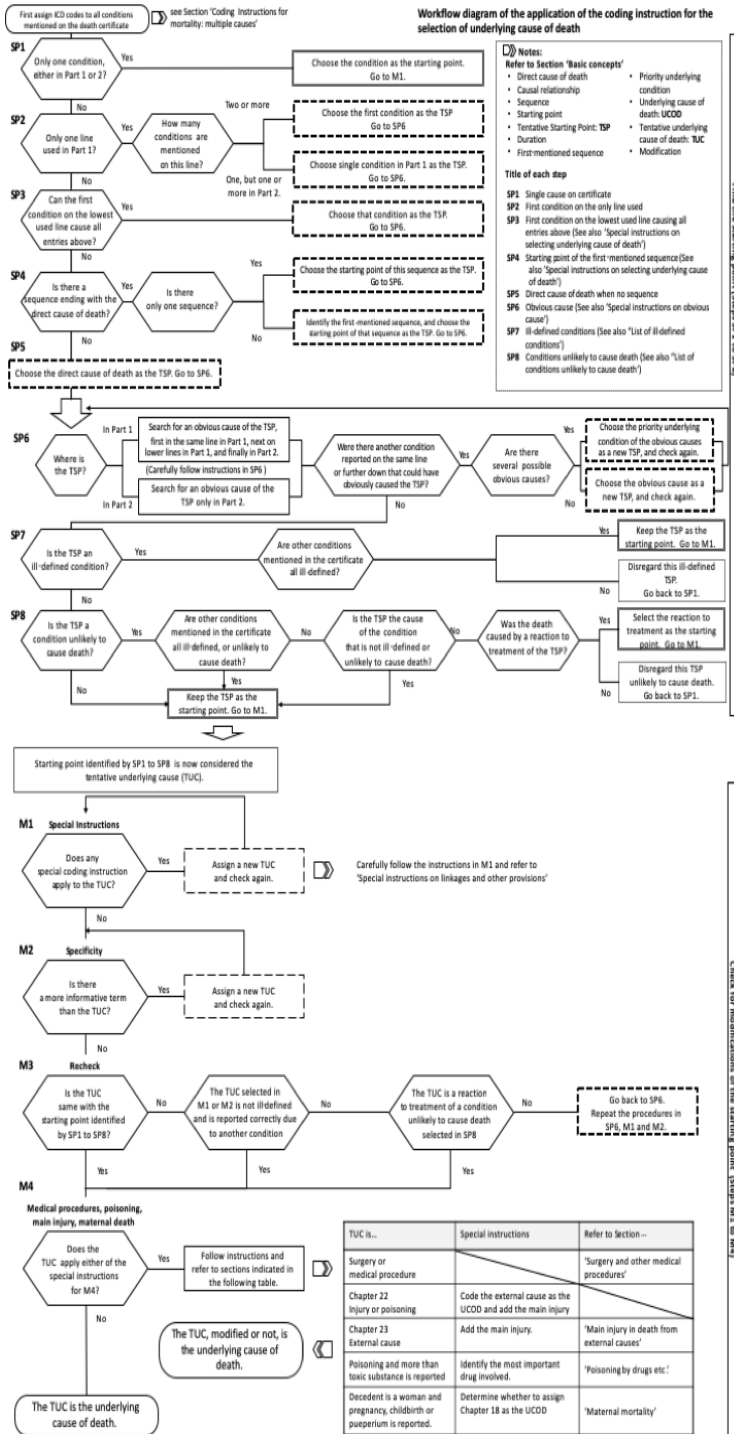 First assign ICD codes to all conditions
mentioned on the death certificate
see Section 'Coding Instructions for
mortality: multiple causes'
Workflow diagram of the application of the coding instruction for the
selection of underlying cause of death
SP1
Only one condition,
either in Part 1 or 2?
Yes
Choose the condition as the starting point.
Go to M1.
No
SP2
Only one line
used in Part 1?
Yes
How many
conditions are
mentioned
on this line?
Two or more
Choose the first condition as the TSP
Go to SP6
Choose single condition in Part 1 as the TSP.
Go to SP6.
One, but one or
more in Part 2.
No
SP3
Can the first
condition on the lowest
used line cause all
entries above?
Yes
Choose that condition as the TSP.
Go to SP6.
No
SP4
Is there a
sequence ending with the
direct cause of death?
Yes
Is there
only one sequence?
Yes
Choose the starting point of this sequence as the TSP.
Go to SP6.
No
Identify the first-mentioned sequence, and choose the
starting point of that sequence as the TSP. Go to SP6.
No
SP5
Choose the direct cause of death as the TSP. Go to SP6.
Notes:
Refer to Section 'Basic concepts'
• Direct cause of death
• Causal relationship
• Sequence
• Starting point
• Tentative Starting Point: TSP
• Duration
• First-mentioned sequence
• Priority underlying
condition
• Underlying cause of
death: UCOD
• Tentative underlying
cause of death: TUC
• Modification
Title of each step
SP1 Single cause on certificate
SP2 First condition on the only line used
SP3 First condition on the lowest used line causing all
entries above (See also 'Special instructions on
selecting underlying cause of death')
SP4 Starting point of the first-mentioned sequence (See
also 'Special instructions on selecting underlying cause
of death')
SP5 Direct cause of death when no sequence
SP6 Obvious cause (See also 'Special instructions on obvious
cause')
SP7 Ill-defined conditions (See also "List of ill-defined
conditions')
SP8 Conditions unlikely to cause death (See also "List of
conditions unlikely to cause death')
SP6
Where is
the TSP?
In Part 1
Search for an obvious cause of the TSP,
first in the same line in Part 1, next on
lower lines in Part 1, and finally in Part 2.
(Carefully follow instructions in SP6 )
Search for an obvious cause of the
TSP only in Part 2.
In Part 2
Were there another condition
reported on the same line
or further down that could have
obviously caused the TSP?
Yes
Are there
several possible
obvious causes?
Yes
Choose the priority underlying
condition of the obvious causes
as a new TSP, and check again.
No
Choose the obvious cause as a
new TSP, and check again.
No
SP7
Is the TSP an
ill-defined condition?
Yes
Are other conditions
mentioned in the certificate
all ill-defined?
Yes
Keep the TSP as the
starting point. Go to M1.
No
Disregard this ill-defined
TSP.
Go back to SP1.
No
SP8
Is the TSP a
condition unlikely to
cause death?
Yes
Are other conditions
mentioned in the certificate
all ill-defined, or unlikely to
cause death?
No
Is the TSP the cause
of the condition
that is not ill-defined or
unlikely to cause death?
No
Was the death
caused by a reaction to
treatment of the TSP?
Yes
Select the reaction to
treatment as the starting
point. Go to M1.
No
Disregard this TSP
unlikely to cause death.
Go back to SP1.
No
Yes
Yes
Keep the TSP as the
starting point. Go to M1.
Starting point identified by SP1 to SP8 is now considered the
tentative underlying cause (TUC).
M1 Special Instructions
Does any
special coding instruction
apply to the TUC?
Yes
Assign a new TUC
and check again.
Carefully follow the instructions in M1 and refer to
'Special instructions on linkages and other provisions'
No
M2 Specificity
Is there
a more informative term
than the TUC?
Yes
Assign a new TUC
and check again.
No
M3 Recheck
Is the TUC
same with the
starting point identified
by SP1 to SP8?
No
The TUC selected in
M1 or M2 is not ill-defined
and is reported correctly due
to another condition
No
The TUC is a reaction
to treatment of a condition
unlikely to cause death
selected in SP8
No
Go back to SP6.
Repeat the procedures in
SP6, M1 and M2.
Yes
Yes
Yes
M4
Medical procedures, poisoning,
main injury, maternal death
Does the
TUC apply either of the
special instructions
for M4?
Yes
Follow instructions and
refer to sections indicated in
the following table.
No
The TUC, modified or not, is
the underlying cause of
death.
The TUC is the underlying
cause of death.
TUC is... Special instructions Refer to Section ...
Surgery or
medical procedure
'Surgery and other medical
procedures'
Chapter 22
Injury or poisoning
Code the external cause as the
UCOD and add the main injury
Chapter 23
External cause
Add the main injury.
'Main injury in death from
external causes'
Poisoning and more than
toxic substance is reported
Identify the most important
drug involved.
'Poisoning by drugs etc.'
Decedent is a woman and
pregnancy, childbirth or
pueperium is reported.
Determine whether to assign
Chapter 18 as the UCOD
'Maternal mortality'
Check for modifications of the starting point (Steps M1 to M4)